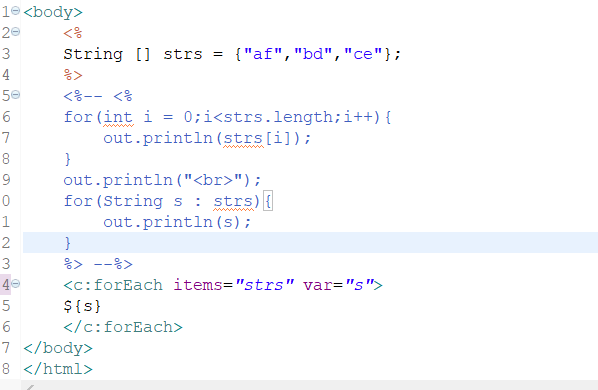 1 <body>
2 <%
3 String [] strs = {"af","bd","ce"};
4 %>
5 <%-- <%
6 for(int i = 0;i<strs.length;i++){
7 out.println(strs[i]);
8 }
9 out.println("<br>");
0 for(String s : strs){
1 out.println(s);
2 }
3 %> --%>
4 <c:forEach items="strs" var="s">
5 ${s}
6 </c:forEach>
7 </body>
8 </html>